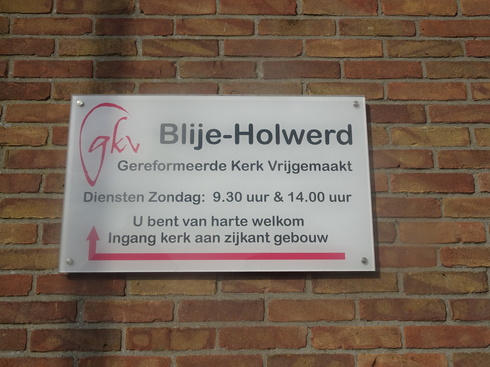 gkv
Blije-Holwerd
Gereformeerde Kerk Vrijgemaakt
Diensten Zondag: 9.30 uur & 14.00 uur
U bent van harte welkom
Ingang kerk aan zijkant gebouw